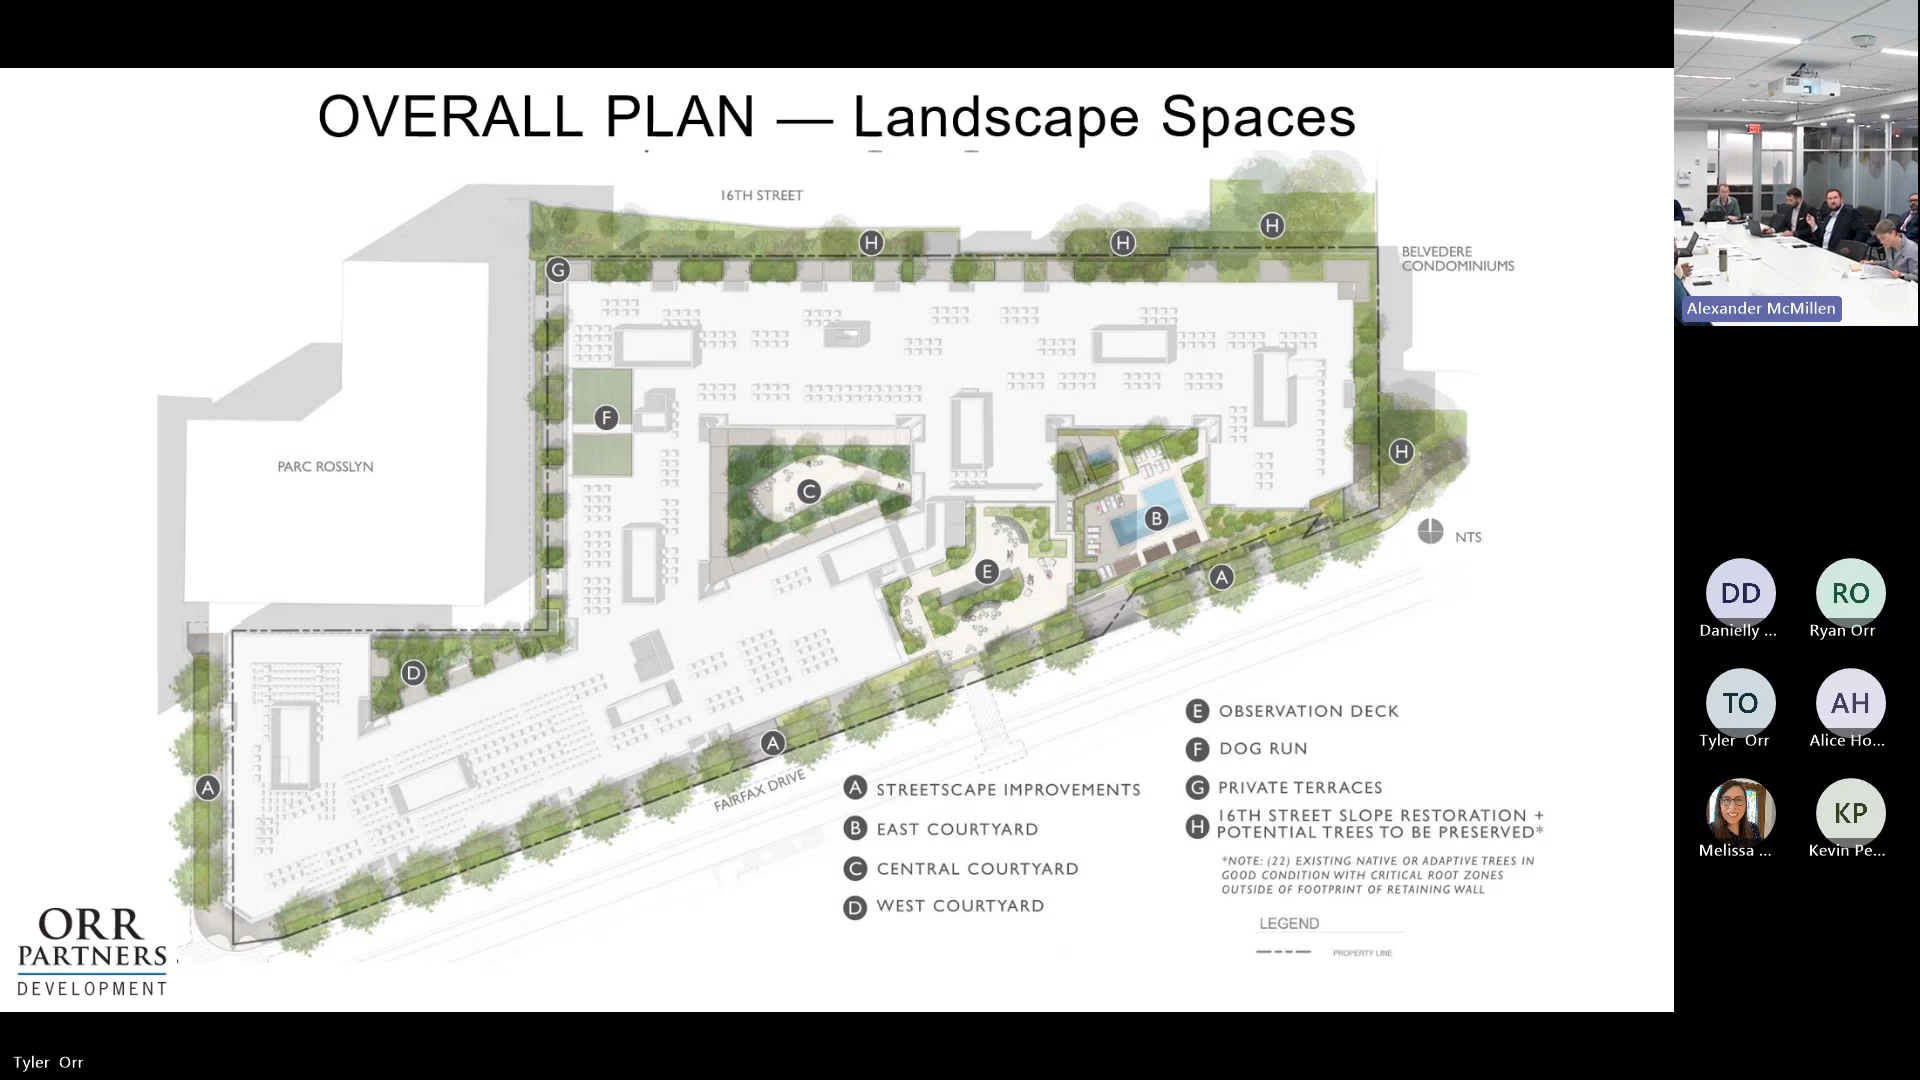 OVERALL PLAN — Landscape Spaces
16TH STREET
H
H
H
G
BELVEDERE
CONDOMINIUMS
F
PARC ROSSLYN
H
C
B
NTS
E
A
D
A
A
FAIRFAX DRIVE
A STREETSCAPE IMPROVEMENTS
B EAST COURTYARD
C CENTRAL COURTYARD
D WEST COURTYARD
E OBSERVATION DECK
F DOG RUN
G PRIVATE TERRACES
H 16TH STREET SLOPE RESTORATION +
POTENTIAL TREES TO BE PRESERVED*
*NOTE: (22) EXISTING NATIVE OR ADAPTIVE TREES IN
GOOD CONDITION WITH CRITICAL ROOT ZONES
OUTSIDE OF FOOTPRINT OF RETAINING WALL
LEGEND
PROPERTY LINE
ORR
PARTNERS
DEVELOPMENT
Tyler Orr
Alexander McMillen
DD
Danielly ...
RO
Ryan Orr
TO
Tyler Orr
AH
Alice Ho...
Melissa ...
KP
Kevin Pe...